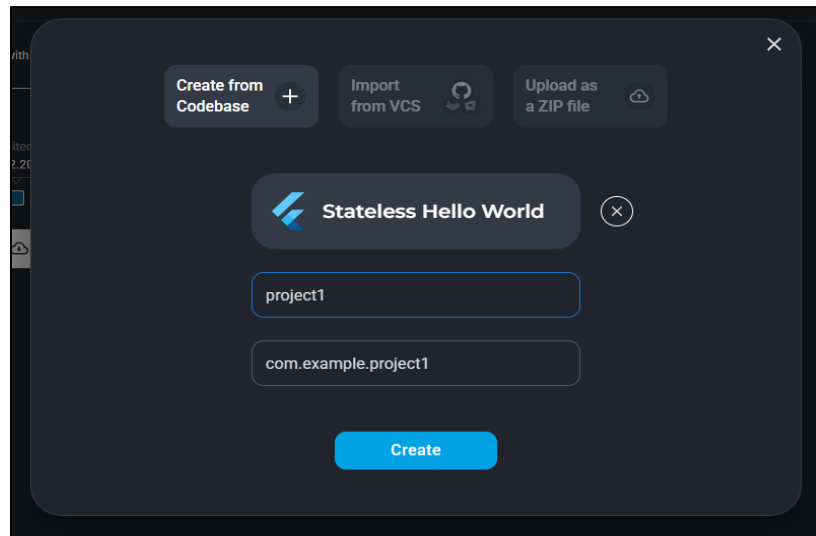 Create from
Codebase
Import
from VCS
Upload as
a ZIP file
Stateless Hello World
project1
com.example.project1
Create